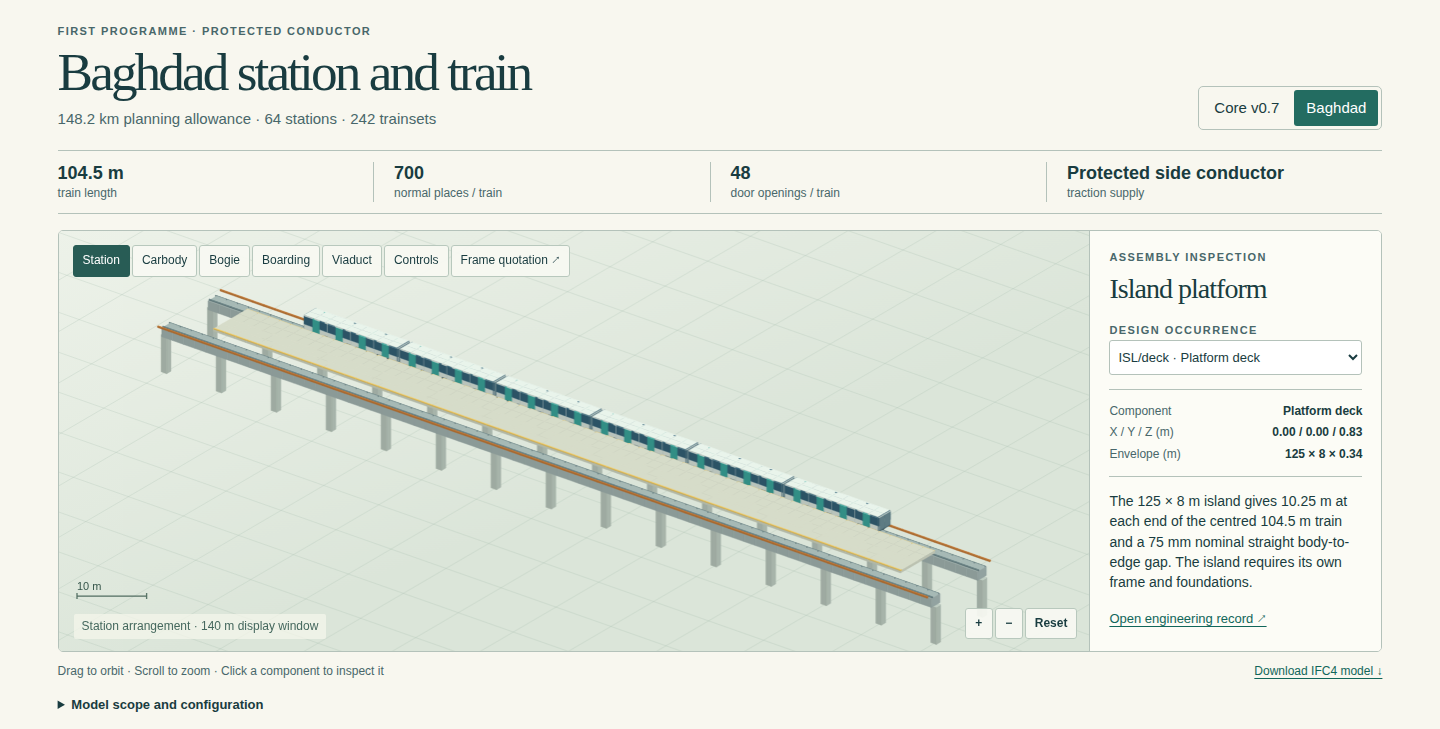 FIRST PROGRAMME · PROTECTED CONDUCTOR
Baghdad station and train
148.2 km planning allowance · 64 stations · 242 trainsets
Core v0.7
Baghdad
104.5 m
train length
700
normal places / train
48
door openings / train
Protected side conductor
traction supply
Station
Carbody
Bogie
Boarding
Viaduct
Controls
Frame quotation ↗
10 m
Station arrangement · 140 m display window
+
−
Reset
ASSEMBLY INSPECTION
Island platform
DESIGN OCCURRENCE
ISL/deck · Platform deck
Component Platform deck
X / Y / Z (m) 0.00 / 0.00 / 0.83
Envelope (m) 125 × 8 × 0.34
The 125 × 8 m island gives 10.25 m at
each end of the centred 104.5 m train
and a 75 mm nominal straight body-to-
edge gap. The island requires its own
frame and foundations.
Open engineering record ↗
Drag to orbit · Scroll to zoom · Click a component to inspect it
Download IFC4 model ↓
▶ Model scope and configuration